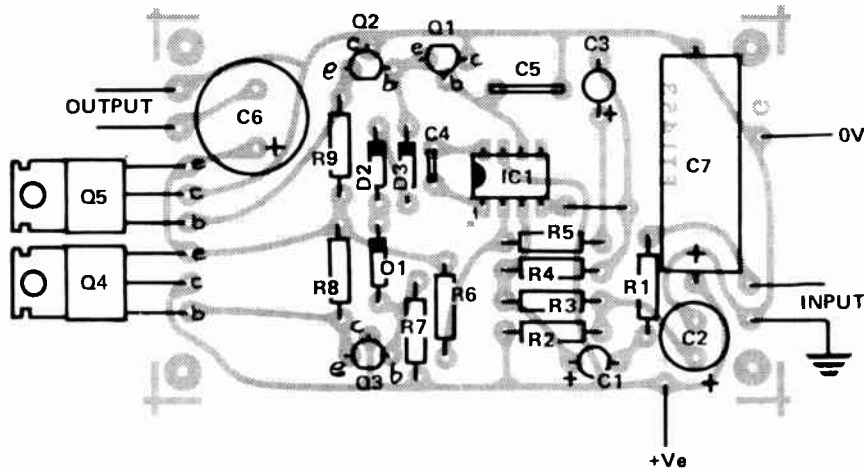 Q2
Q1
C3
e
c
b
e
c
b
C5
+
OUTPUT
C6
+
0V
R9
D2
D3
C4
IC1
C7
Q5
e
c
b
1
+
R5
R4
R3
R2
R1
INPUT
Q4
e
c
b
R8
D1
R7
R6
C2
+
c
e
b
Q3
+
C1
+Ve